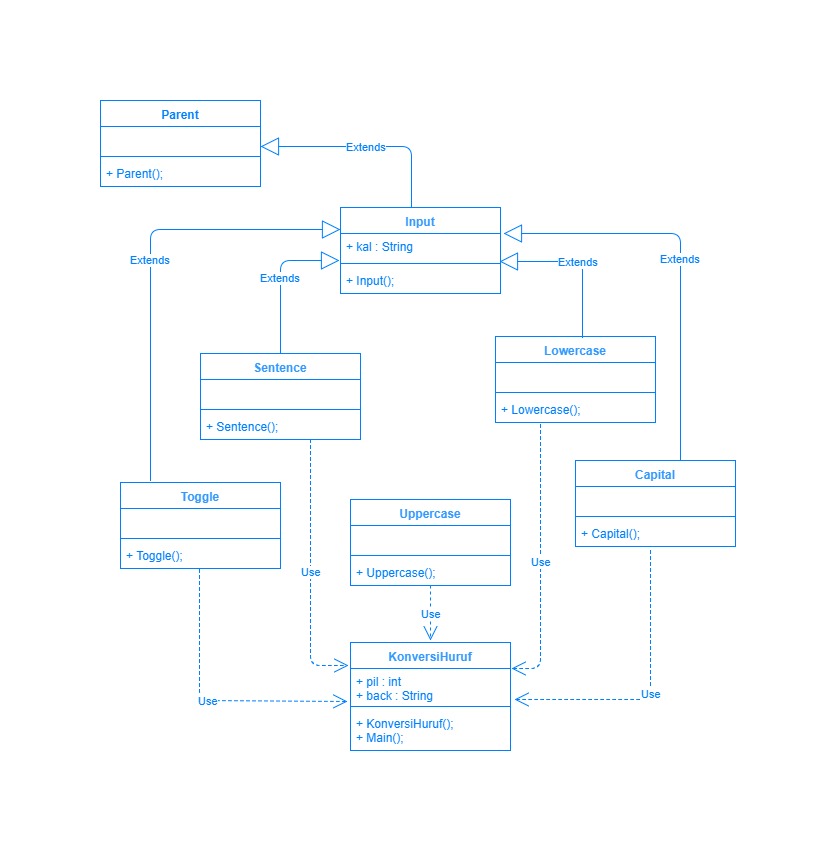 Parent
+ Parent();
Extends
Input
+ kal : String
+ Input();
Extends
Extends
Extends
Extends
Sentence
+ Sentence();
Lowercase
+ Lowercase();
Toggle
+ Toggle();
Uppercase
+ Uppercase();
Capital
+ Capital();
Use
Use
Use
Use
Use
KonversiHuruf
+ pil : int
+ back : String
+ KonversiHuruf();
+ Main();